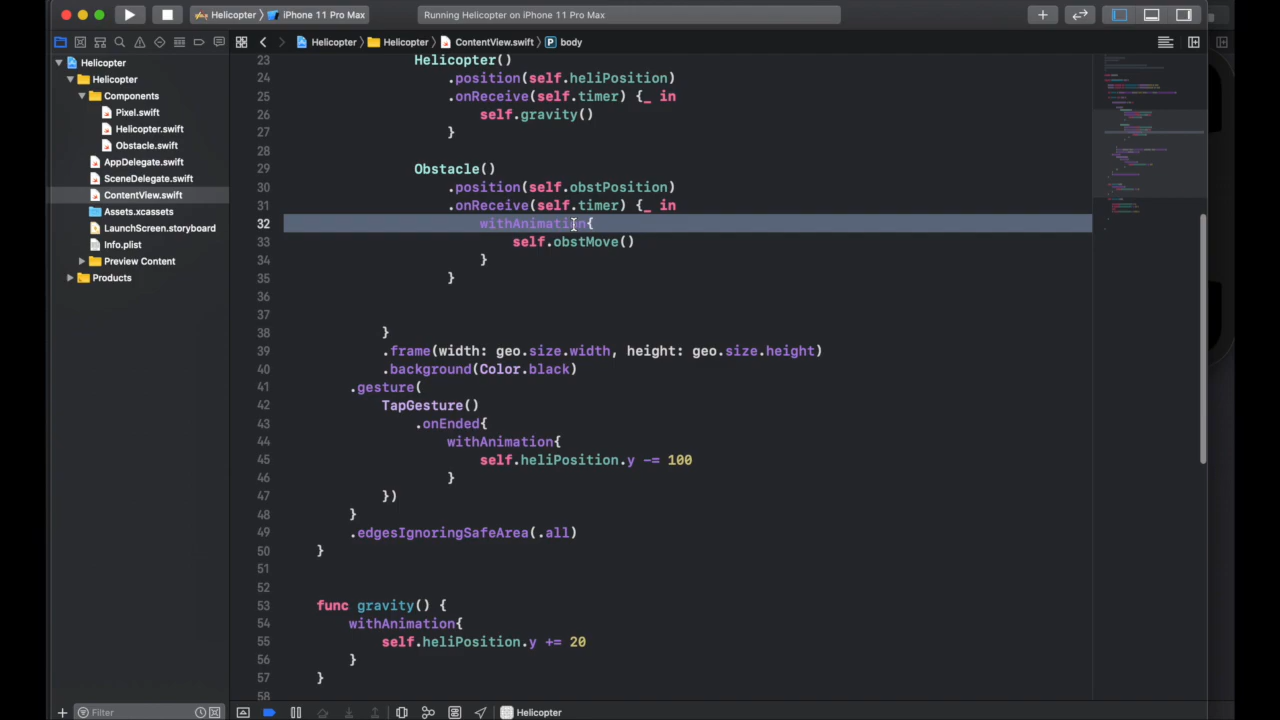 Helicopter › iPhone 11 Pro Max
Running Helicopter on iPhone 11 Pro Max
Helicopter › Helicopter › ContentView.swift › P body
Helicopter
Helicopter
Components
Pixel.swift
Helicopter.swift
Obstacle.swift
AppDelegate.swift
SceneDelegate.swift
ContentView.swift
Assets.xcassets
LaunchScreen.storyboard
Info.plist
Preview Content
Products
Filter
23 Helicopter()
24 .position(self.heliPosition)
25 .onReceive(self.timer) {_ in
26 self.gravity()
27 }
28
29 Obstacle()
30 .position(self.obstPosition)
31 .onReceive(self.timer) {_ in
32 withAnimation{
33 self.obstMove()
34 }
35 }
36
37
38 }
39 .frame(width: geo.size.width, height: geo.size.height)
40 .background(Color.black)
41 .gesture(
42 TapGesture()
43 .onEnded{
44 withAnimation{
45 self.heliPosition.y -= 100
46 }
47 })
48 }
49 .edgesIgnoringSafeArea(.all)
50 }
51
52
53 func gravity() {
54 withAnimation{
55 self.heliPosition.y += 20
56 }
57 }
58
Helicopter